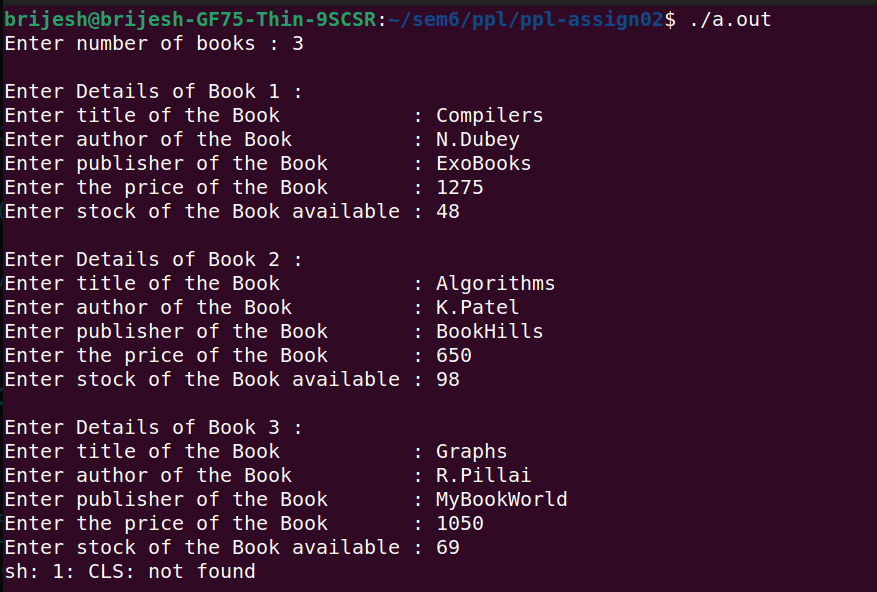 brijesh@brijesh-GF75-Thin-9SCSR:~/sem6/ppl/ppl-assign02$ ./a.out
Enter number of books : 3

Enter Details of Book 1 :
Enter title of the Book           : Compilers
Enter author of the Book          : N.Dubey
Enter publisher of the Book       : ExoBooks
Enter the price of the Book       : 1275
Enter stock of the Book available : 48

Enter Details of Book 2 :
Enter title of the Book           : Algorithms
Enter author of the Book          : K.Patel
Enter publisher of the Book       : BookHills
Enter the price of the Book       : 650
Enter stock of the Book available : 98

Enter Details of Book 3 :
Enter title of the Book           : Graphs
Enter author of the Book          : R.Pillai
Enter publisher of the Book       : MyBookWorld
Enter the price of the Book       : 1050
Enter stock of the Book available : 69
sh: 1: CLS: not found